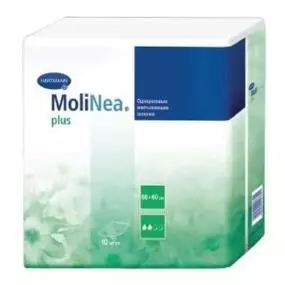 HARTMANN
MoliNea®
plus
Одноразовые
впитывающие
пеленки
60×60 см
10 штук